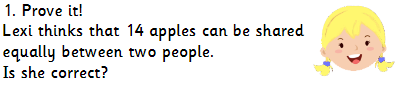 1. Prove it!
Lexi thinks that 14 apples can be shared
equally between two people.
Is she correct?